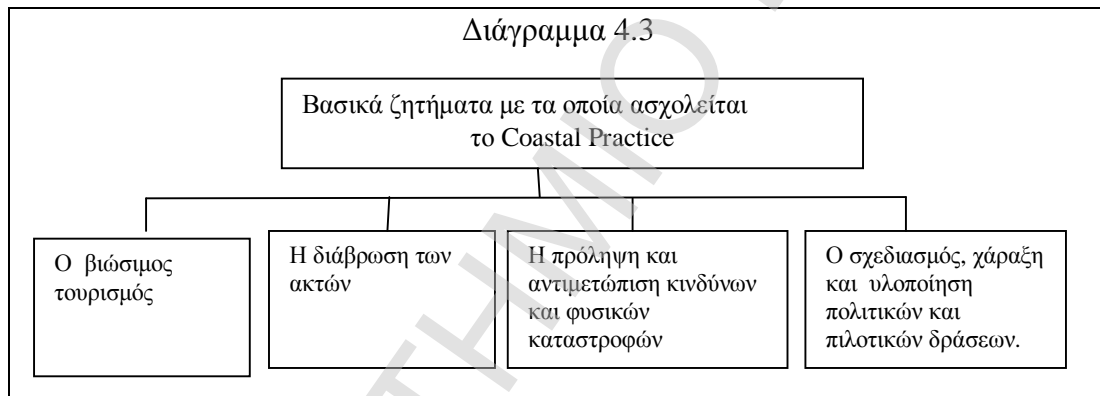 Διάγραμμα 4.3
Βασικά ζητήματα με τα οποία ασχολείται
το Coastal Practice
Ο βιώσιμος
τουρισμός
Η διάβρωση των
ακτών
Η πρόληψη και
αντιμετώπιση κινδύνων
και φυσικών
καταστροφών
Ο σχεδιασμός, χάραξη
και υλοποίηση
πολιτικών και
πιλοτικών δράσεων.